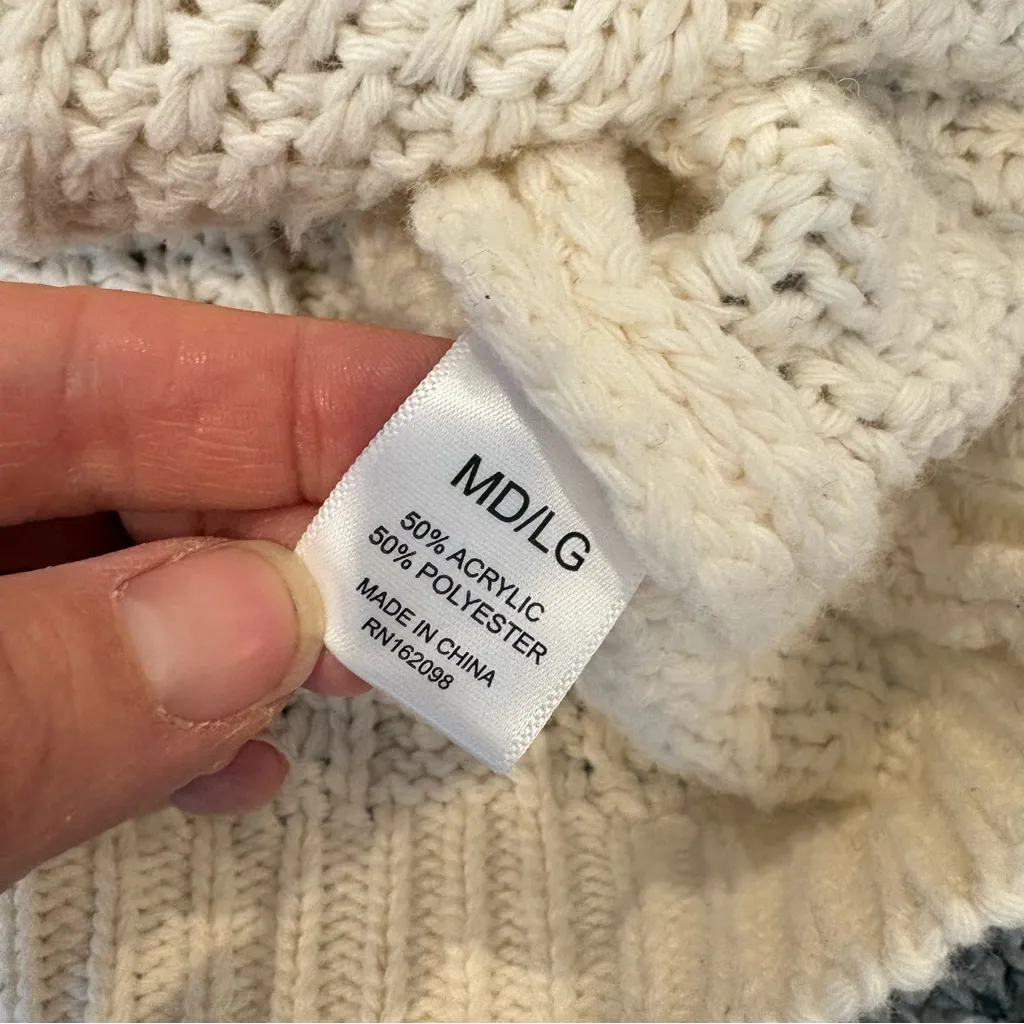 MD/LG
50% ACRYLIC
50% POLYESTER
MADE IN CHINA
RN162098